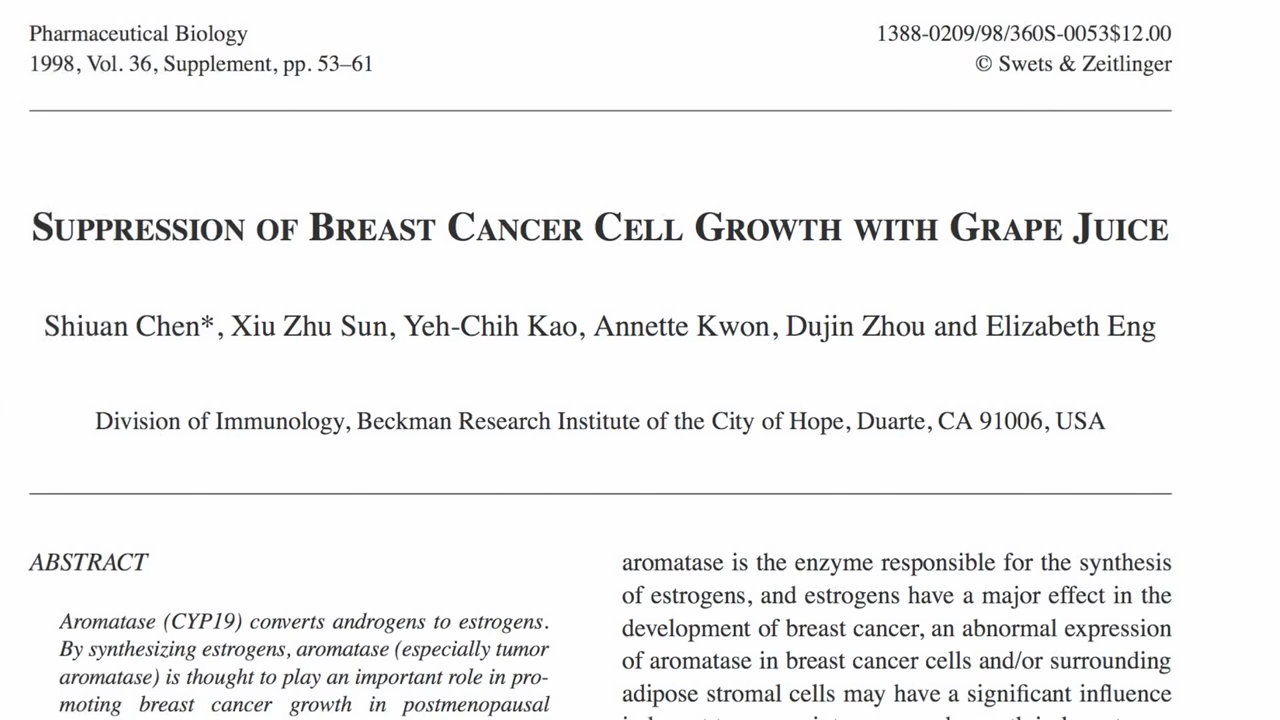 Pharmaceutical Biology
1998, Vol. 36, Supplement, pp. 53–61
1388-0209/98/360S-0053$12.00
© Swets & Zeitlinger
SUPPRESSION OF BREAST CANCER CELL GROWTH WITH GRAPE JUICE
Shiuan Chen*, Xiu Zhu Sun, Yeh-Chih Kao, Annette Kwon, Dujin Zhou and Elizabeth Eng
Division of Immunology, Beckman Research Institute of the City of Hope, Duarte, CA 91006, USA
ABSTRACT
Aromatase (CYP19) converts androgens to estrogens.
By synthesizing estrogens, aromatase (especially tumor
aromatase) is thought to play an important role in pro-
moting breast cancer growth in postmenopausal
aromatase is the enzyme responsible for the synthesis
of estrogens, and estrogens have a major effect in the
development of breast cancer, an abnormal expression
of aromatase in breast cancer cells and/or surrounding
adipose stromal cells may have a significant influence